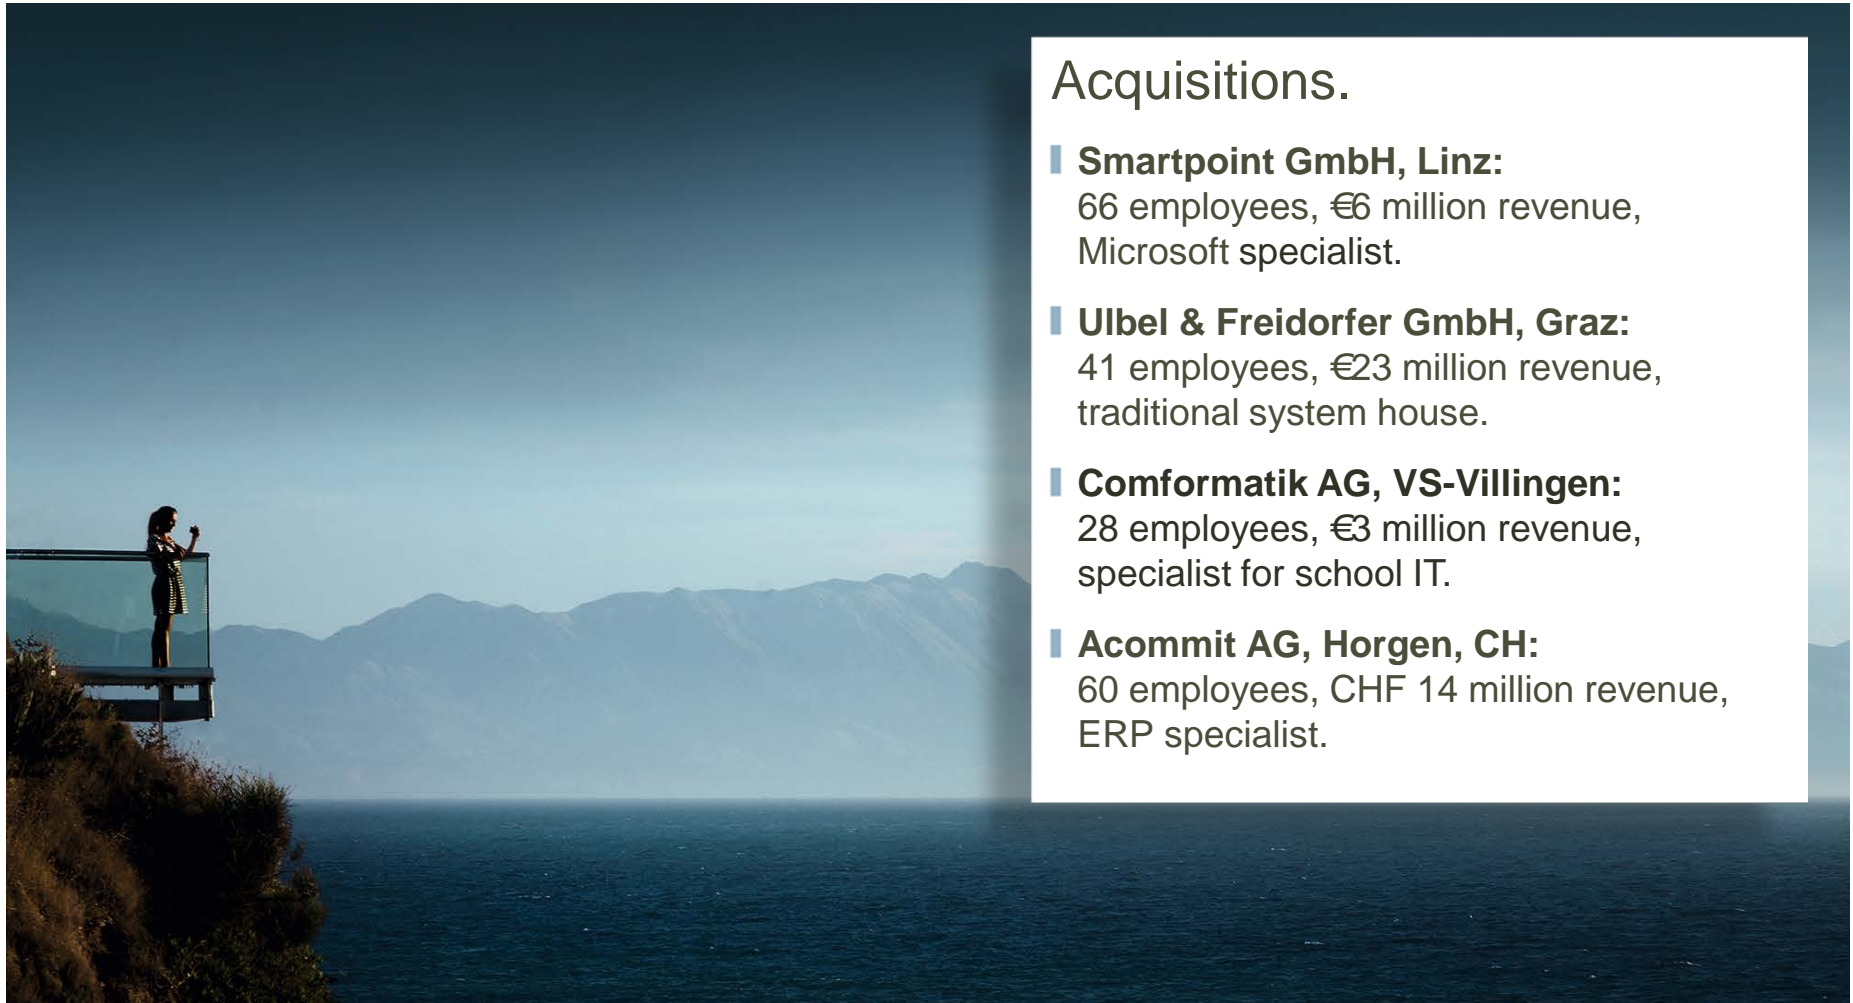 Acquisitions.
Smartpoint GmbH, Linz:
66 employees, €6 million revenue,
Microsoft specialist.
Ulbel & Freidorfer GmbH, Graz:
41 employees, €23 million revenue,
traditional system house.
Comformatik AG, VS-Villingen:
28 employees, €3 million revenue,
specialist for school IT.
Acommit AG, Horgen, CH:
60 employees, CHF 14 million revenue,
ERP specialist.